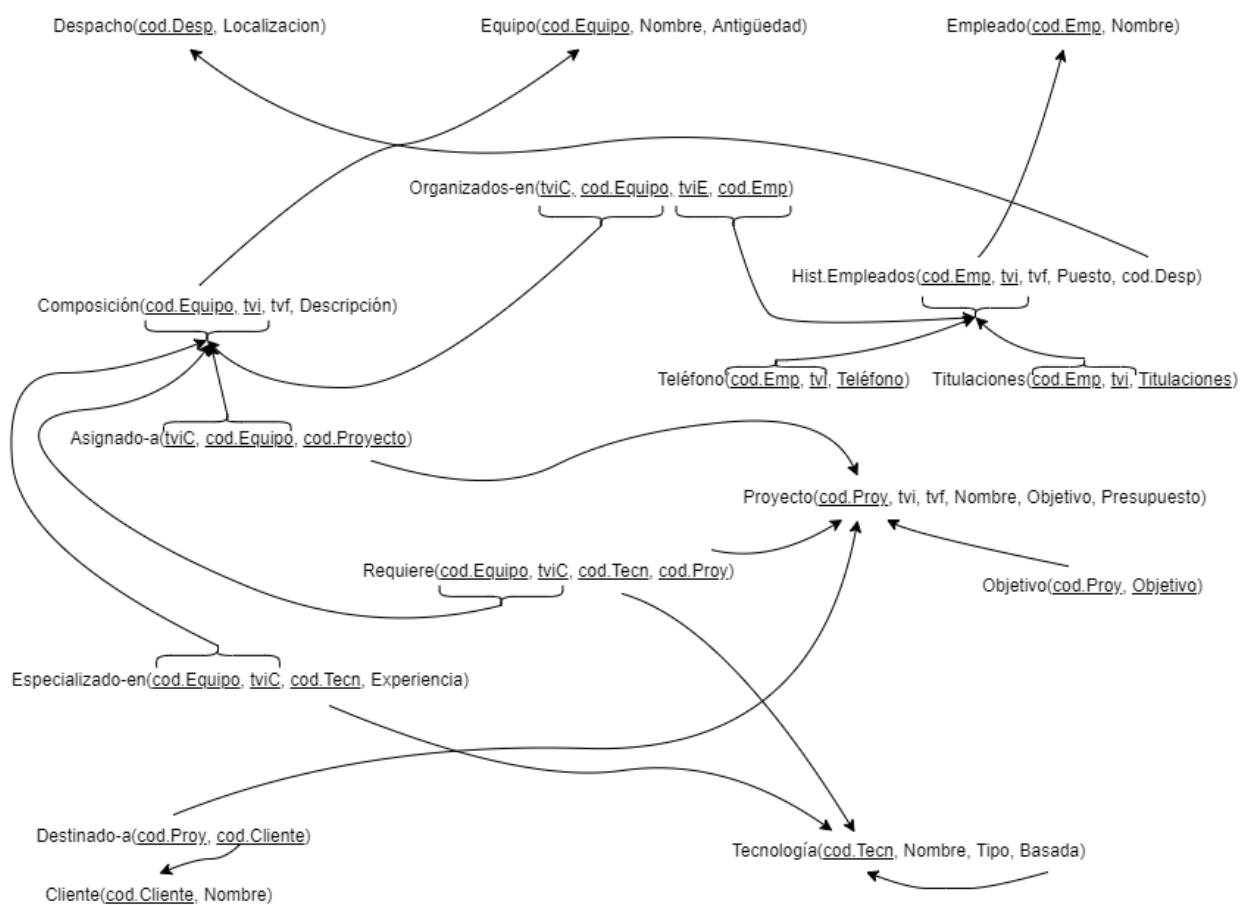 Despacho(cod.Desp, Localizacion)
Equipo(cod.Equipo, Nombre, Antigüedad)
Empleado(cod.Emp, Nombre)
Organizados-en(tviC, cod.Equipo, tviE, cod.Emp)
Hist.Empleados(cod.Emp, tvi, tvf, Puesto, cod.Desp)
Composición(cod.Equipo, tvi, tvf, Descripción)
Teléfono(cod.Emp, tvi, Teléfono)
Titulaciones(cod.Emp, tvi, Titulaciones)
Asignado-a(tviC, cod.Equipo, cod.Proyecto)
Proyecto(cod.Proy, tvi, tvf, Nombre, Objetivo, Presupuesto)
Requiere(cod.Equipo, tviC, cod.Tecn, cod.Proy)
Objetivo(cod.Proy, Objetivo)
Especializado-en(cod.Equipo, tviC, cod.Tecn, Experiencia)
Destinado-a(cod.Proy, cod.Cliente)
Tecnología(cod.Tecn, Nombre, Tipo, Basada)
Cliente(cod.Cliente, Nombre)